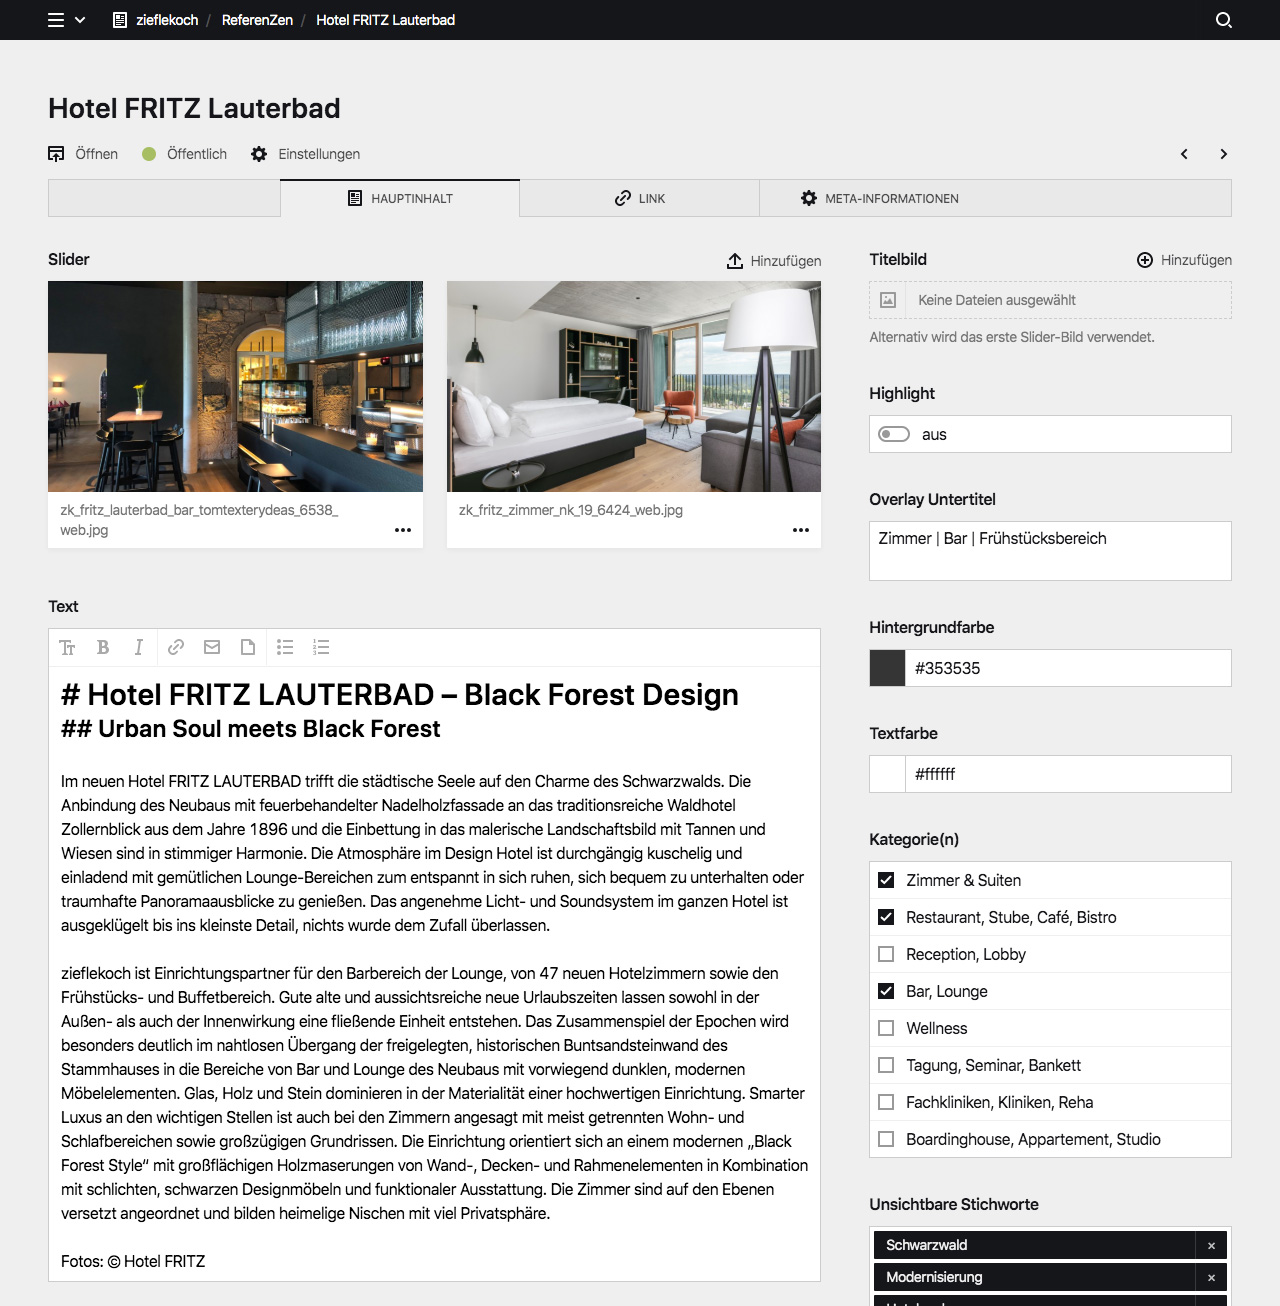 zieflekoch / ReferenZen / Hotel FRITZ Lauterbad
Hotel FRITZ Lauterbad
Öffnen
Öffentlich
Einstellungen
HAUPTINHALT
LINK
META-INFORMATIONEN
Slider
Hinzufügen
zk_fritz_lauterbad_bar_tomtexterydeas_6538_
web.jpg
zk_fritz_zimmer_nk_19_6424_web.jpg
Text
# Hotel FRITZ LAUTERBAD – Black Forest Design
## Urban Soul meets Black Forest
Im neuen Hotel FRITZ LAUTERBAD trifft die städtische Seele auf den Charme des Schwarzwalds. Die
Anbindung des Neubaus mit feuerbehandelter Nadelholzfassade an das traditionsreiche Waldhotel
Zollernblick aus dem Jahre 1896 und die Einbettung in das malerische Landschaftsbild mit Tannen und
Wiesen sind in stimmiger Harmonie. Die Atmosphäre im Design Hotel ist durchgängig kuschelig und
einladend mit gemütlichen Lounge-Bereichen zum entspannt in sich ruhen, sich bequem zu unterhalten oder
traumhafte Panoramaausblicke zu genießen. Das angenehme Licht- und Soundsystem im ganzen Hotel ist
ausgeklügelt bis ins kleinste Detail, nichts wurde dem Zufall überlassen.
zieflekoch ist Einrichtungspartner für den Barbereich der Lounge, von 47 neuen Hotelzimmern sowie den
Frühstücks- und Buffetbereich. Gute alte und aussichtsreiche neue Urlaubszeiten lassen sowohl in der
Außen- als auch der Innenwirkung eine fließende Einheit entstehen. Das Zusammenspiel der Epochen wird
besonders deutlich im nahtlosen Übergang der freigelegten, historischen Buntsandsteinwand des
Stammhauses in die Bereiche von Bar und Lounge des Neubaus mit vorwiegend dunklen, modernen
Möbelelementen. Glas, Holz und Stein dominieren in der Materialität einer hochwertigen Einrichtung. Smarter
Luxus an den wichtigen Stellen ist auch bei den Zimmern angesagt mit meist getrennten Wohn- und
Schlafbereichen sowie großzügigen Grundrissen. Die Einrichtung orientiert sich an einem modernen „Black
Forest Style“ mit großflächigen Holzmaserungen von Wand-, Decken- und Rahmenelementen in Kombination
mit schlichten, schwarzen Designmöbeln und funktionaler Ausstattung. Die Zimmer sind auf den Ebenen
versetzt angeordnet und bilden heimelige Nischen mit viel Privatsphäre.
Fotos: © Hotel FRITZ
Titelbild
Hinzufügen
Keine Dateien ausgewählt
Alternativ wird das erste Slider-Bild verwendet.
Highlight
aus
Overlay Untertitel
Zimmer | Bar | Frühstücksbereich
Hintergrundfarbe
#353535
Textfarbe
#ffffff
Kategorie(n)
Zimmer & Suiten
Restaurant, Stube, Café, Bistro
Reception, Lobby
Bar, Lounge
Wellness
Tagung, Seminar, Bankett
Fachkliniken, Kliniken, Reha
Boardinghouse, Appartement, Studio
Unsichtbare Stichworte
Schwarzwald ×
Modernisierung ×